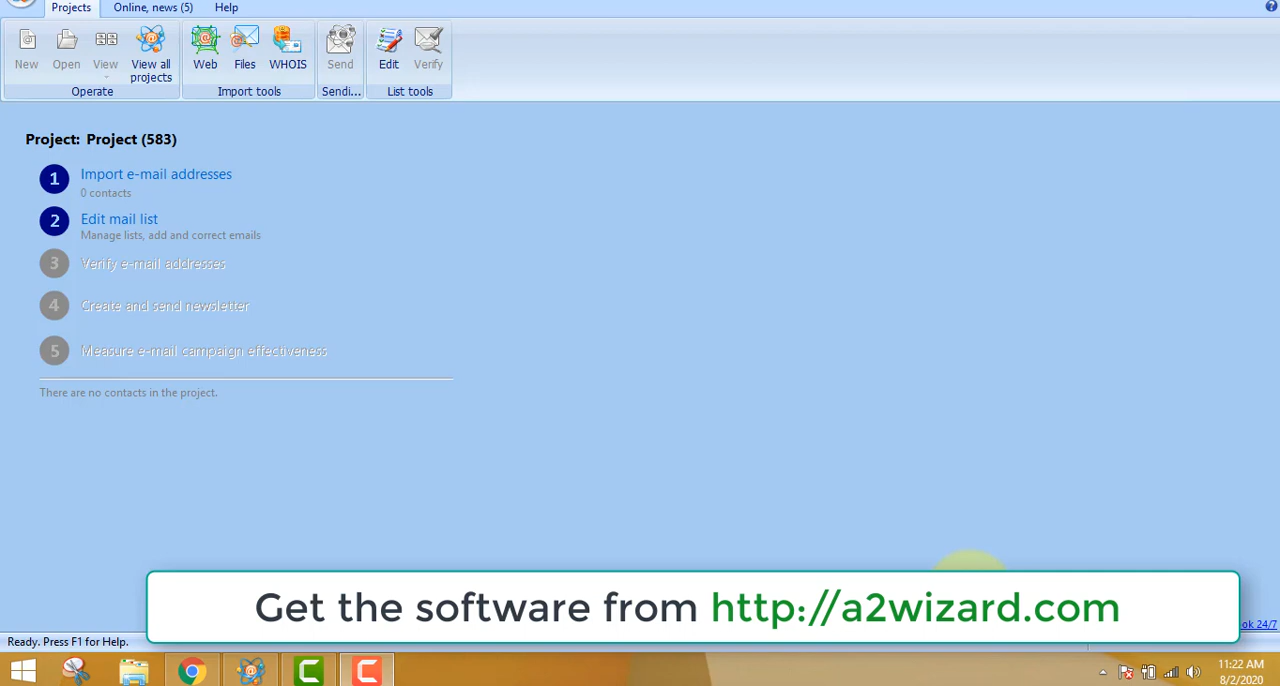 Projects Online, news (5) Help
New Open View View all projects Web Files WHOIS Send Edit Verify
Operate Import tools Sendi... List tools
Project: Project (583)
1 Import e-mail addresses
0 contacts
2 Edit mail list
Manage lists, add and correct emails
3 Verify e-mail addresses
4 Create and send newsletter
5 Measure e-mail campaign effectiveness
There are no contacts in the project.
Get the software from http://a2wizard.com
ok 24/7
Ready. Press F1 for Help.
11:22 AM
8/2/2020